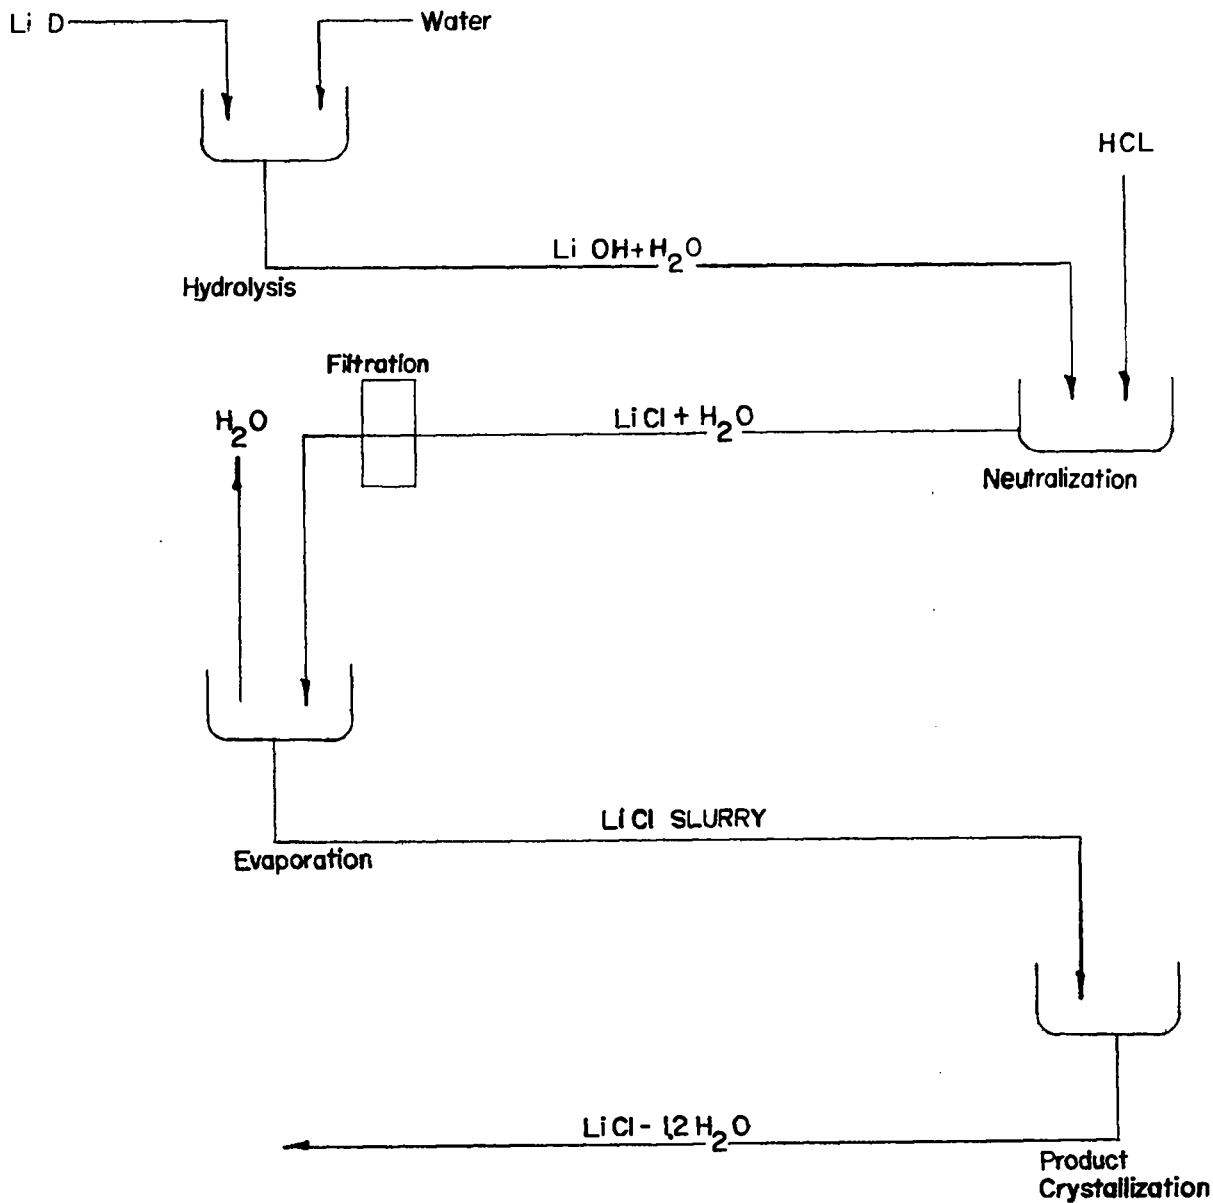 Li D
Water
HCL
Li OH + H2O
Hydrolysis
Filtration
H2O
LiCl + H2O
Neutralization
LiCl SLURRY
Evaporation
LiCl - 1,2 H2O
Product
Crystallization